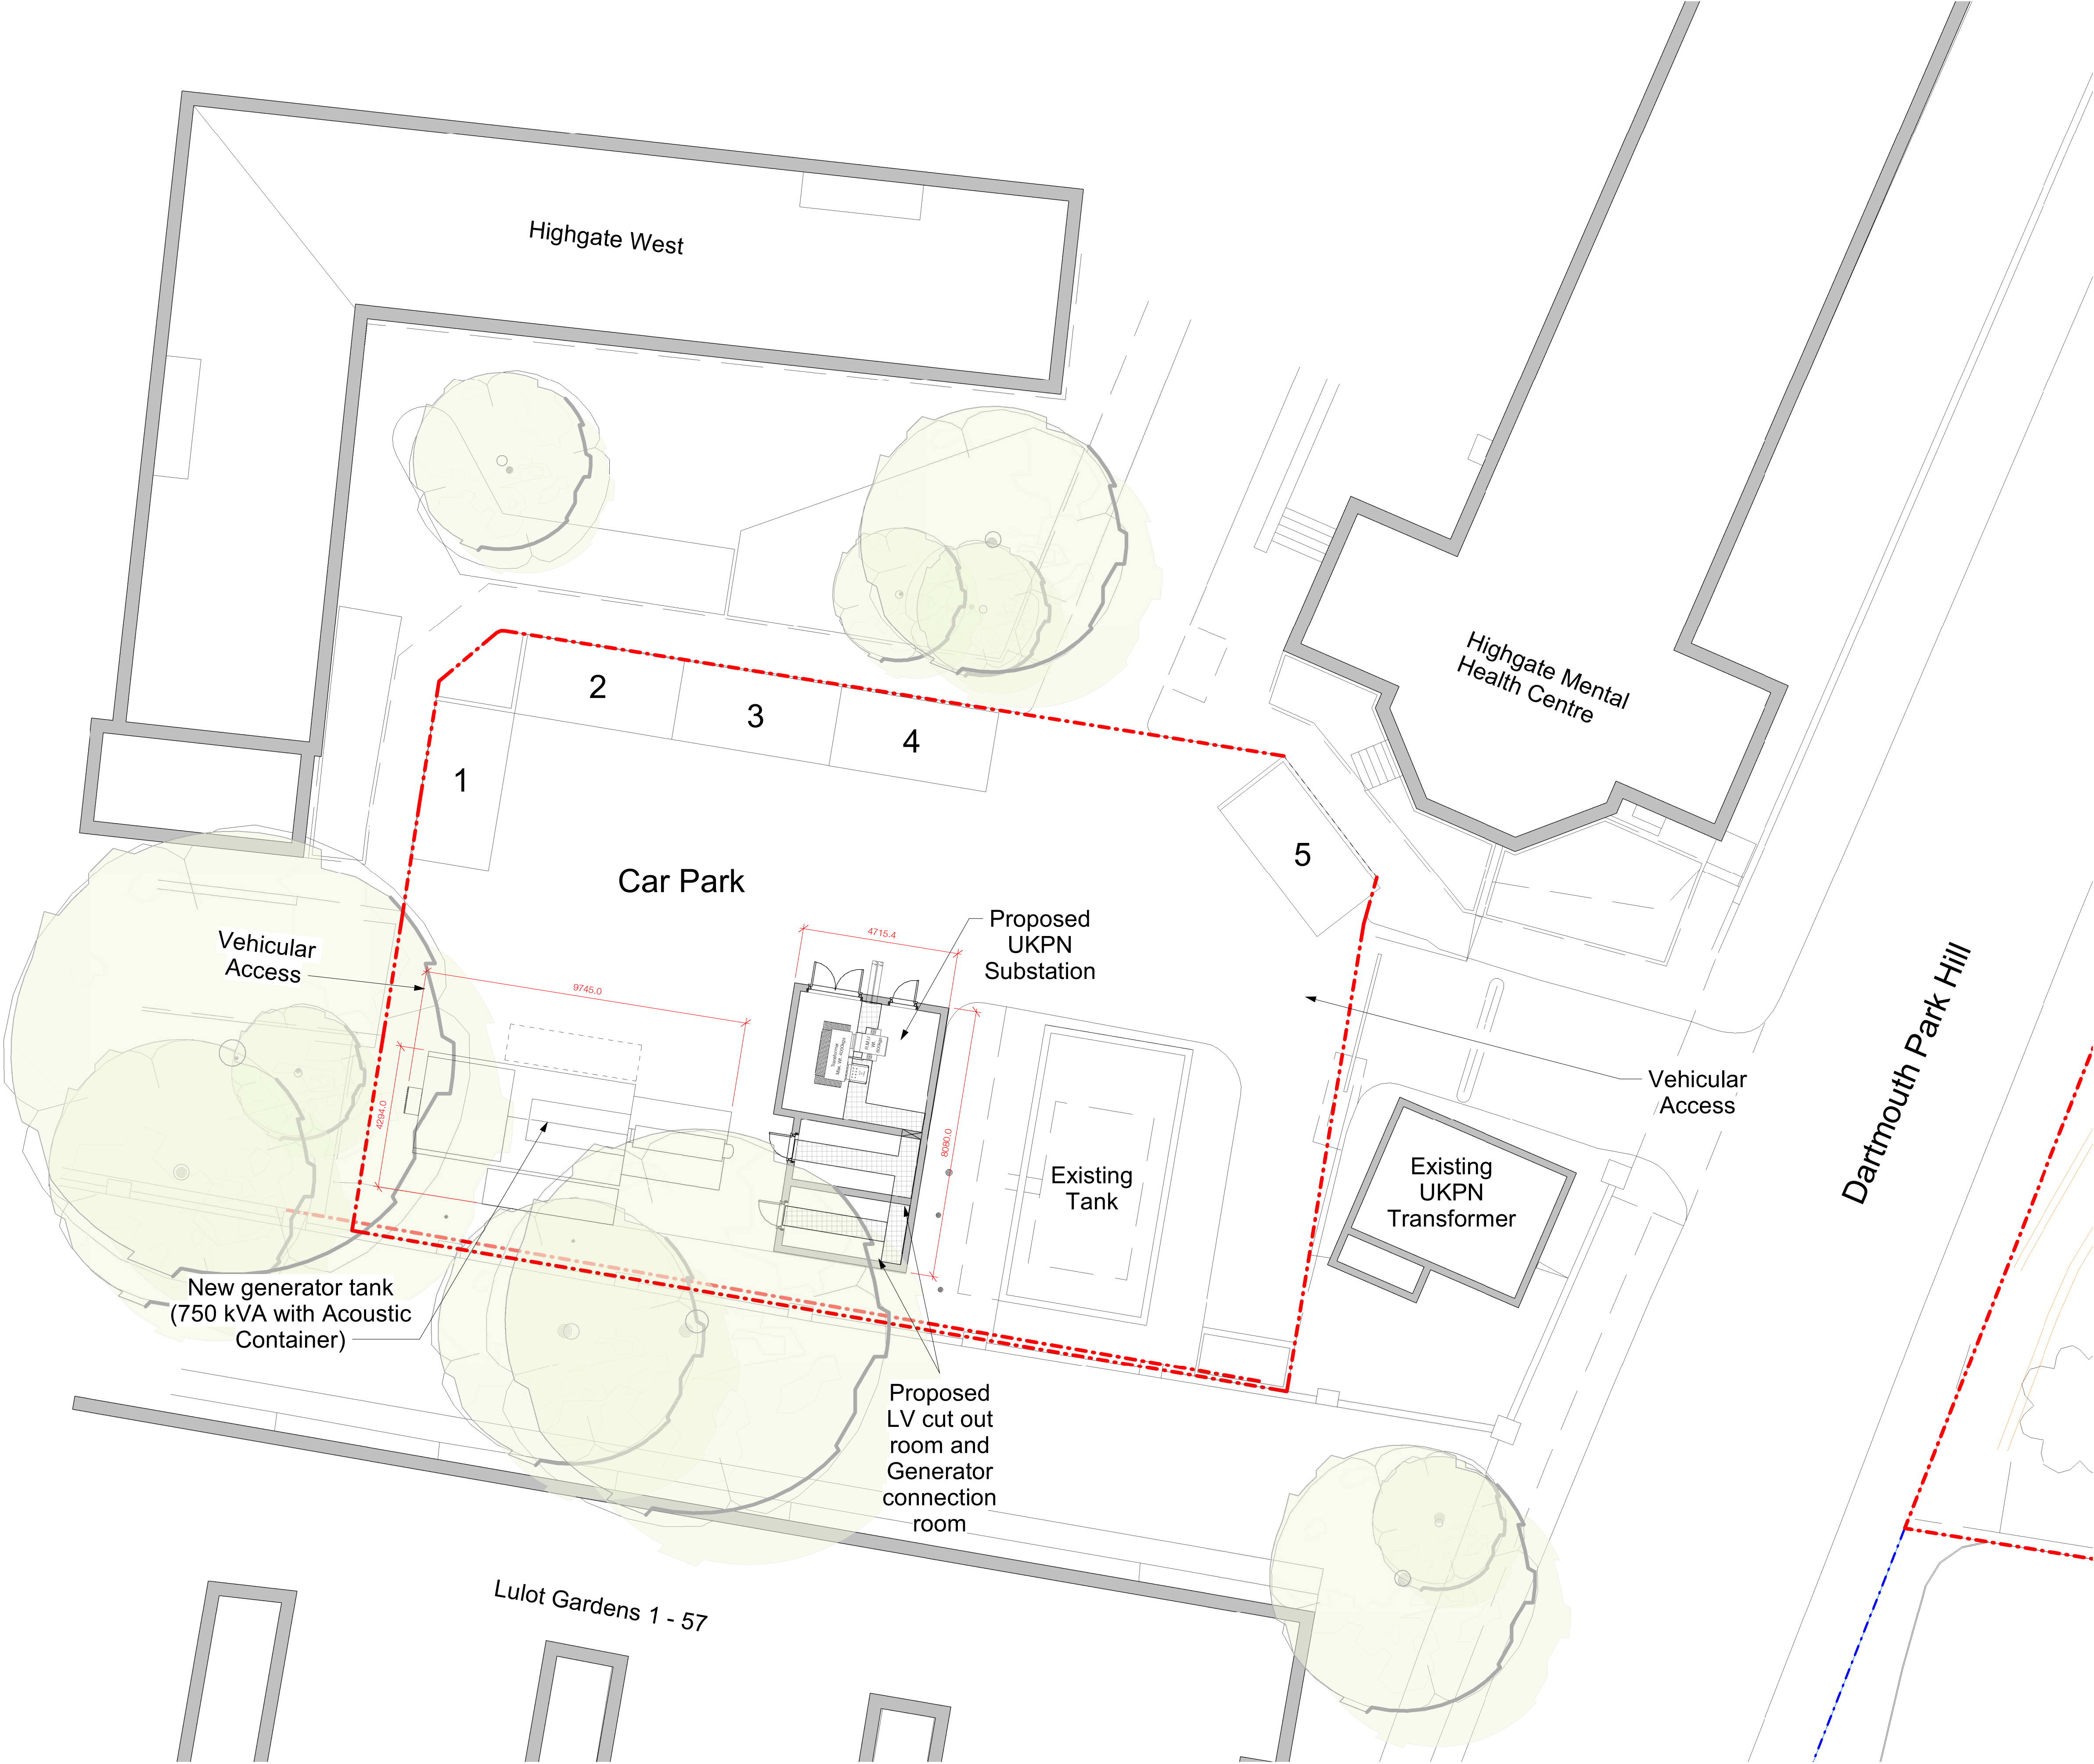 Highgate West
Highgate Mental
Health Centre
2
3
4
1
5
Car Park
Proposed
UKPN
Substation
4715.4
Vehicular
Access
9745.0
4294.0
8080.0
Transformer
Existing
Tank
Vehicular
Access
Existing
UKPN
Transformer
Dartmouth Park Hill
New generator tank
(750 kVA with Acoustic
Container)
Proposed
LV cut out
room and
Generator
connection
room
Lulot Gardens 1 - 57